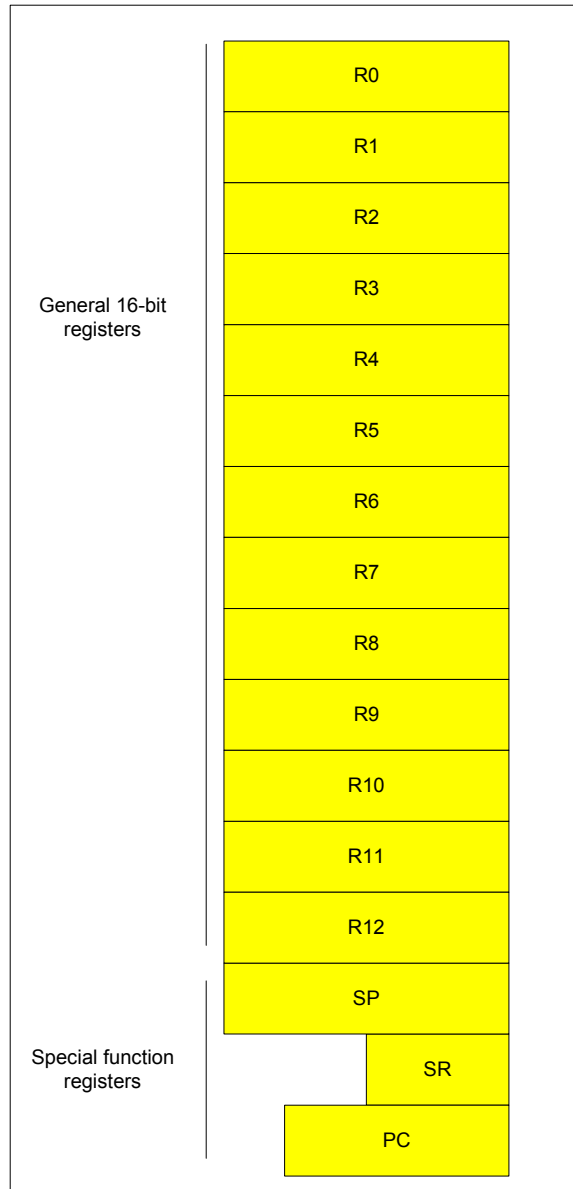 R0
R1
R2
R3
General 16-bit
registers
R4
R5
R6
R7
R8
R9
R10
R11
R12
SP
Special function
registers
SR
PC